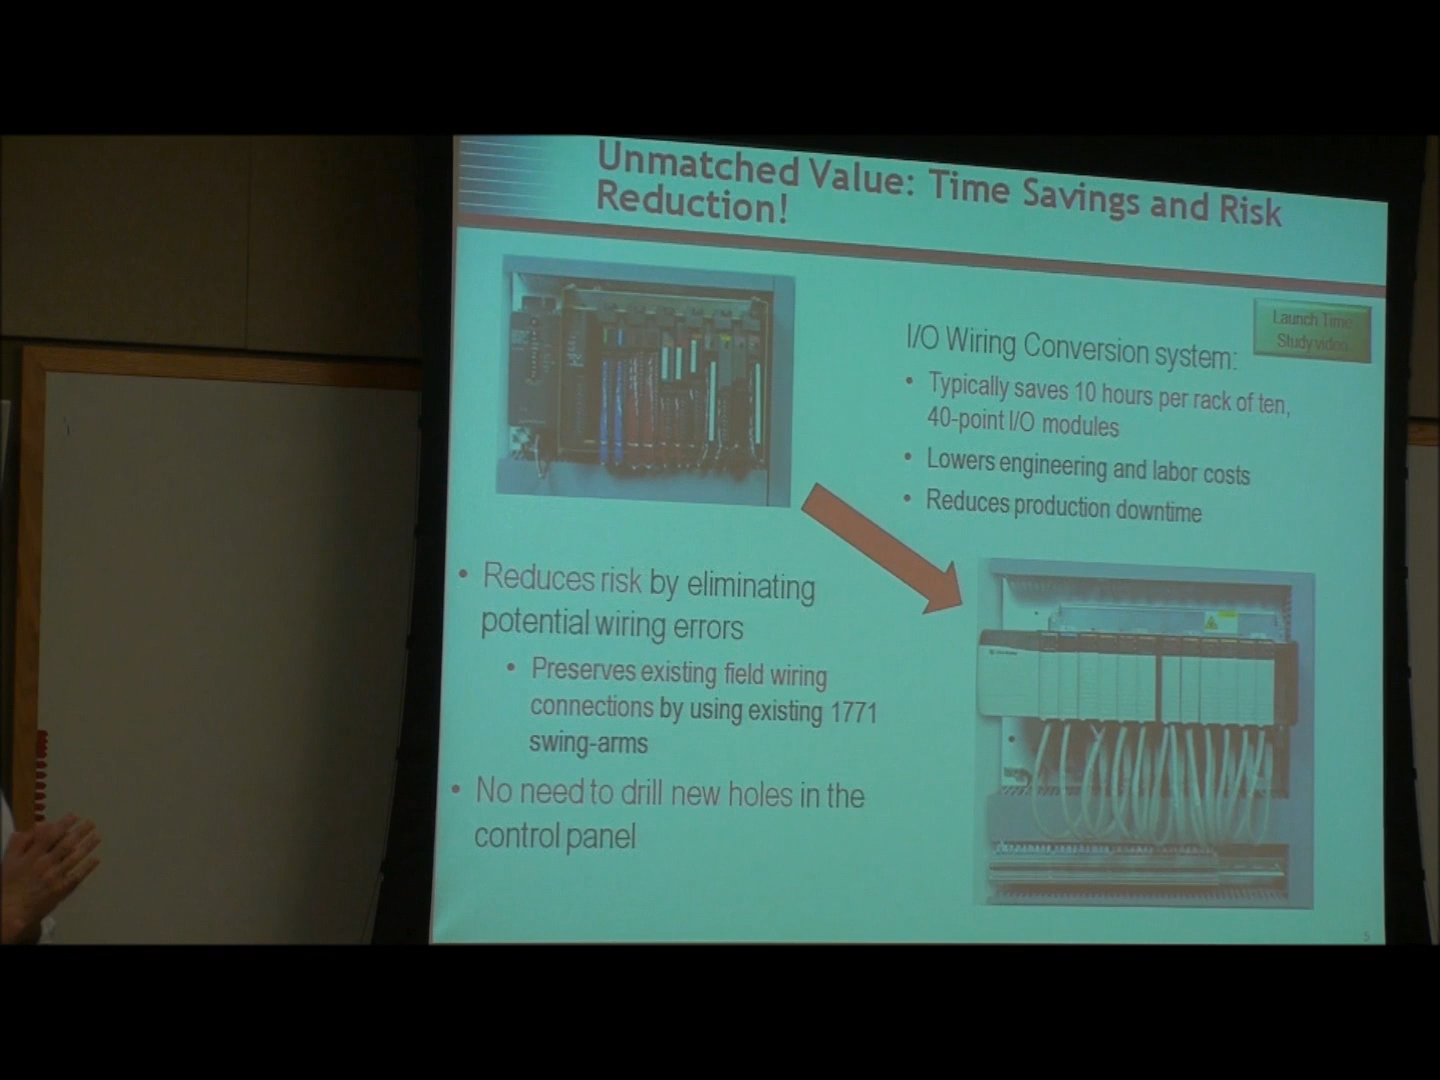 Unmatched Value: Time Savings and Risk
Reduction!
Launch Time
Study video
I/O Wiring Conversion system:
• Typically saves 10 hours per rack of ten,
40-point I/O modules
• Lowers engineering and labor costs
• Reduces production downtime
• Reduces risk by eliminating
potential wiring errors
• Preserves existing field wiring
connections by using existing 1771
swing-arms
• No need to drill new holes in the
control panel
5